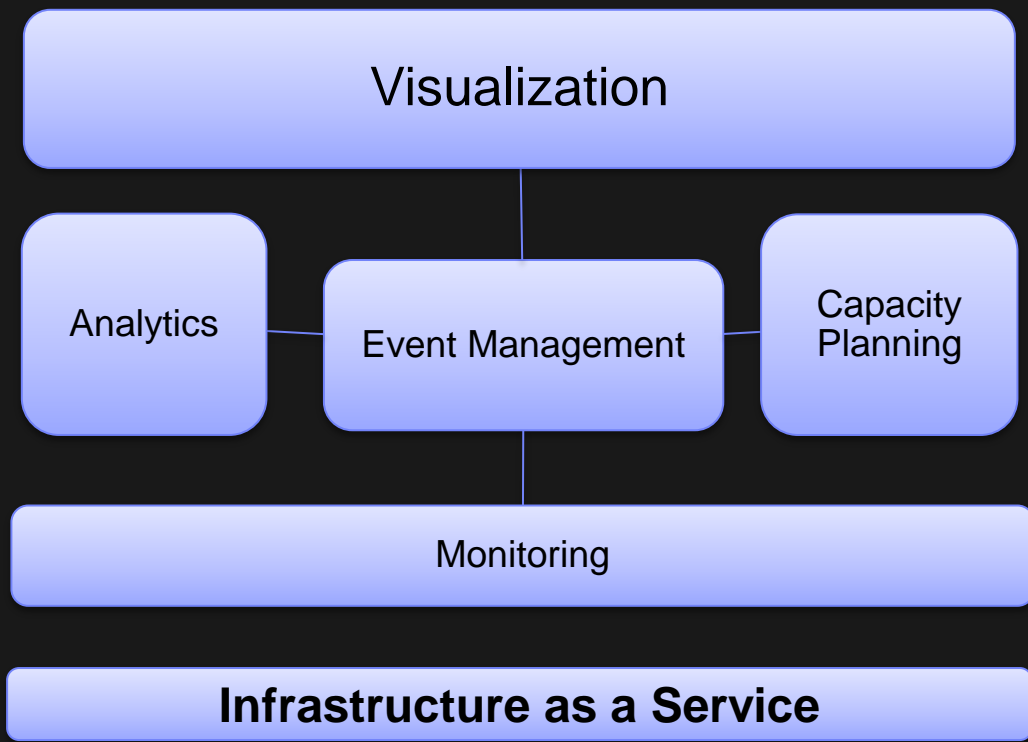 Visualization
Analytics
Event Management
Capacity
Planning
Monitoring
Infrastructure as a Service